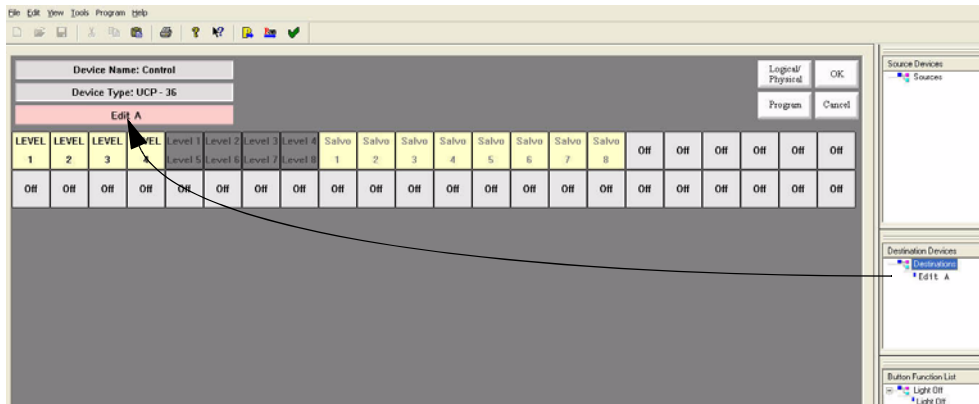 File Edit View Tools Program Help
Device Name: Control
Device Type: UCP - 36
Edit A
Logical/
Physical
OK
Program
Cancel
LEVEL LEVEL LEVEL LEVEL Level 1 Level 2 Level 3 Level 4 Salvo Salvo Salvo Salvo Salvo Salvo Salvo Salvo Off Off Off Off Off Off
1 2 3 4 Level 5 Level 6 Level 7 Level 8 1 2 3 4 5 6 7 8
Off Off Off Off Off Off Off Off Off Off Off Off Off Off Off Off Off Off Off Off Off Off
Source Devices
Sources
Destination Devices
Destinations
Edit A
Button Function List
Light Off
Light Off